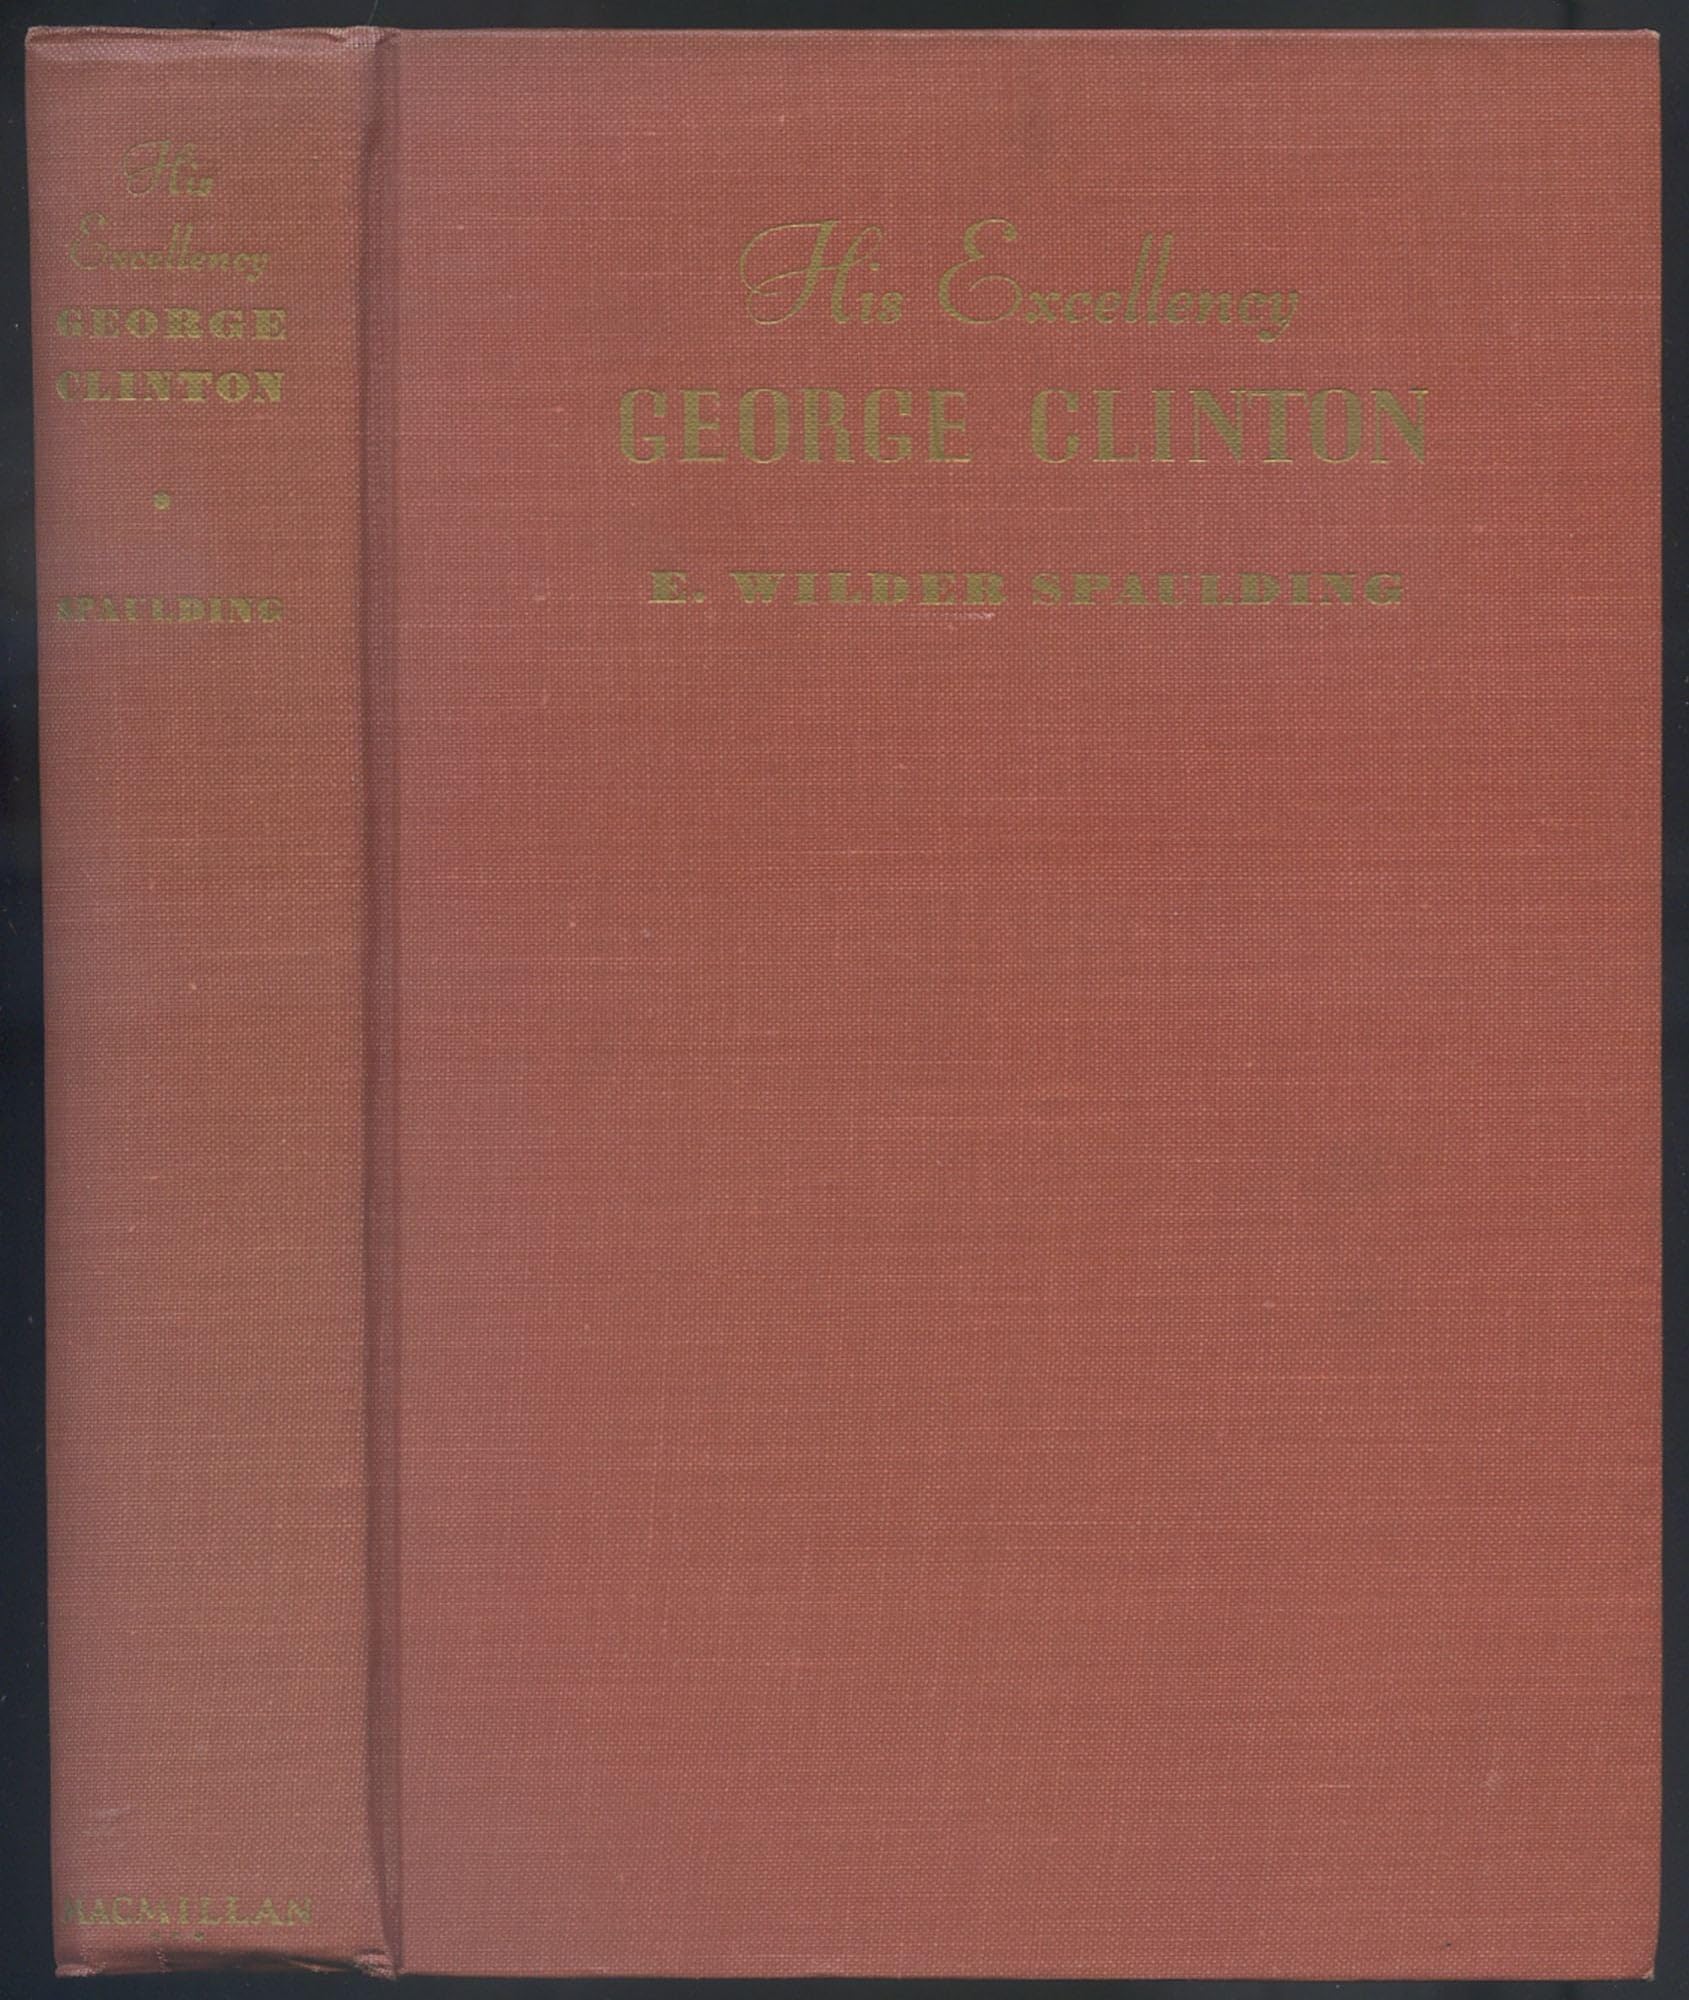 His
Excellency
GEORGE
CLINTON
SPAULDING
MACMILLAN
His Excellency
GEORGE CLINTON
E. WILDER SPAULDING